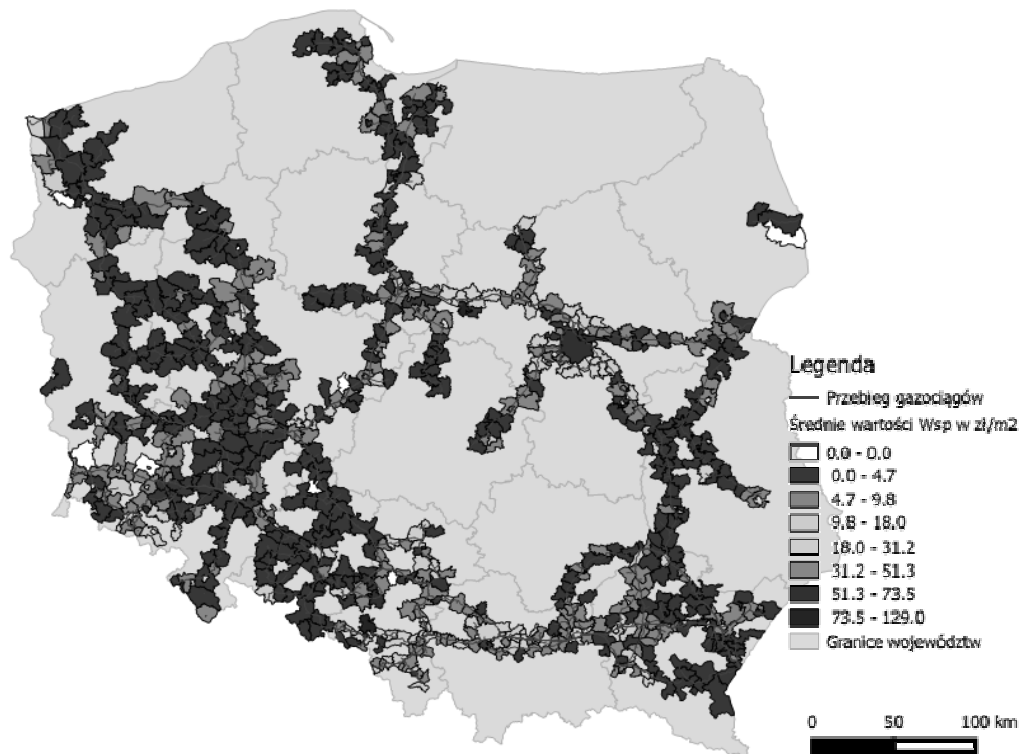 Legenda
Przebieg gazociągów
Średnie wartości Wsp w zł/m2
0.0 - 0.0
0.0 - 4.7
4.7 - 9.8
9.8 - 18.0
18.0 - 31.2
31.2 - 51.3
51.3 - 73.5
73.5 - 129.0
Granice województw
0 50 100 km